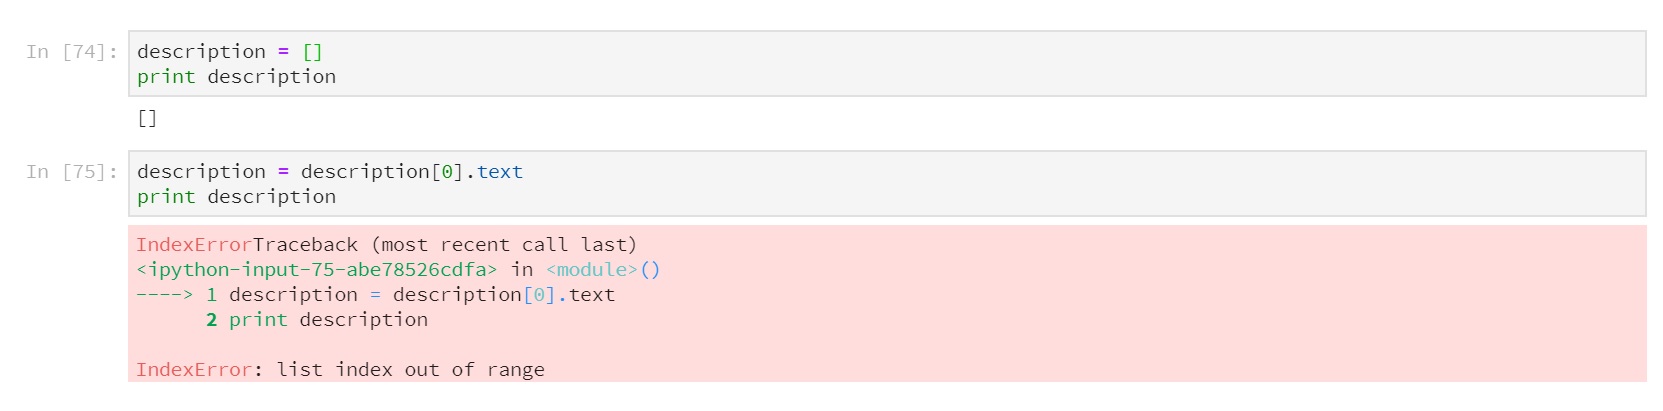 In [74]: description = []
print description
[]
In [75]: description = description[0].text
print description
IndexErrorTraceback (most recent call last)
<ipython-input-75-abe78526cdfa> in <module>()
----> 1 description = description[0].text
      2 print description
IndexError: list index out of range